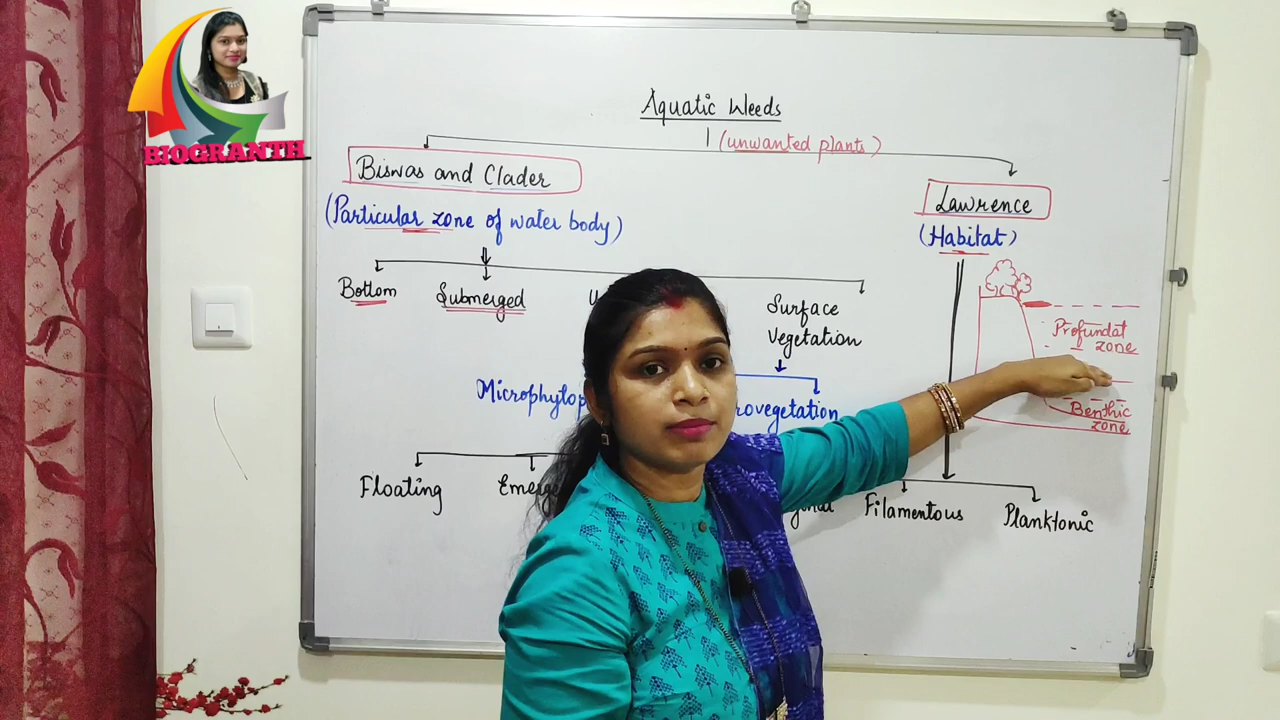 BIOGRANTH
Aquatic Weeds
(unwanted plants)
Biswas and Clader
(Particular zone of water body)
Bottom
Submerged
Surface
Vegetation
Floating
Lawrence
(Habitat)
Profundat
zone
Benthic
zone
Filamentous
Planktonic